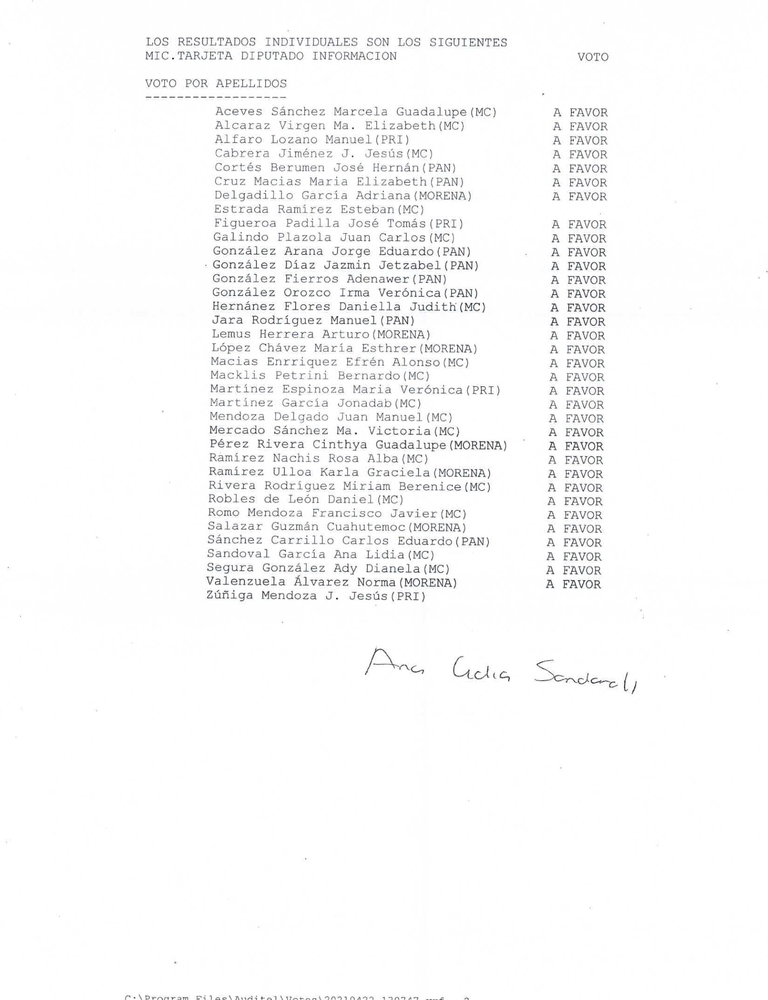 LOS RESULTADOS INDIVIDUALES SON LOS SIGUIENTES
MIC.TARJETA DIPUTADO INFORMACION VOTO
VOTO POR APELLIDOS
------------------
Aceves Sánchez Marcela Guadalupe(MC) A FAVOR
Alcaraz Virgen Ma. Elizabeth(MC) A FAVOR
Alfaro Lozano Manuel(PRI) A FAVOR
Cabrera Jiménez J. Jesús(MC) A FAVOR
Cortés Berumen José Hernán(PAN) A FAVOR
Cruz Macias Maria Elizabeth(PAN) A FAVOR
Delgadillo García Adriana(MORENA) A FAVOR
Estrada Ramírez Esteban(MC)
Figueroa Padilla José Tomás(PRI) A FAVOR
Galindo Plazola Juan Carlos(MC) A FAVOR
González Arana Jorge Eduardo(PAN) A FAVOR
González Díaz Jazmin Jetzabel(PAN) A FAVOR
González Fierros Adenawer(PAN) A FAVOR
González Orozco Irma Verónica(PAN) A FAVOR
Hernánez Flores Daniella Judith(MC) A FAVOR
Jara Rodríguez Manuel(PAN) A FAVOR
Lemus Herrera Arturo(MORENA) A FAVOR
López Chávez María Esthrer(MORENA) A FAVOR
Macias Enrriquez Efrén Alonso(MC) A FAVOR
Macklis Petrini Bernardo(MC) A FAVOR
Martínez Espinoza Maria Verónica(PRI) A FAVOR
Martínez García Jonadab(MC) A FAVOR
Mendoza Delgado Juan Manuel(MC) A FAVOR
Mercado Sánchez Ma. Victoria(MC) A FAVOR
Pérez Rivera Cinthya Guadalupe(MORENA) A FAVOR
Ramírez Nachis Rosa Alba(MC) A FAVOR
Ramírez Ulloa Karla Graciela(MORENA) A FAVOR
Rivera Rodríguez Miriam Berenice(MC) A FAVOR
Robles de León Daniel(MC) A FAVOR
Romo Mendoza Francisco Javier(MC) A FAVOR
Salazar Guzmán Cuahutemoc(MORENA) A FAVOR
Sánchez Carrillo Carlos Eduardo(PAN) A FAVOR
Sandoval García Ana Lidia(MC) A FAVOR
Segura González Ady Dianela(MC) A FAVOR
Valenzuela Álvarez Norma(MORENA) A FAVOR
Zúñiga Mendoza J. Jesús(PRI)
Ana Lidia Sandoval
C:\Program Files\Auditel\Votos\20210422 130747